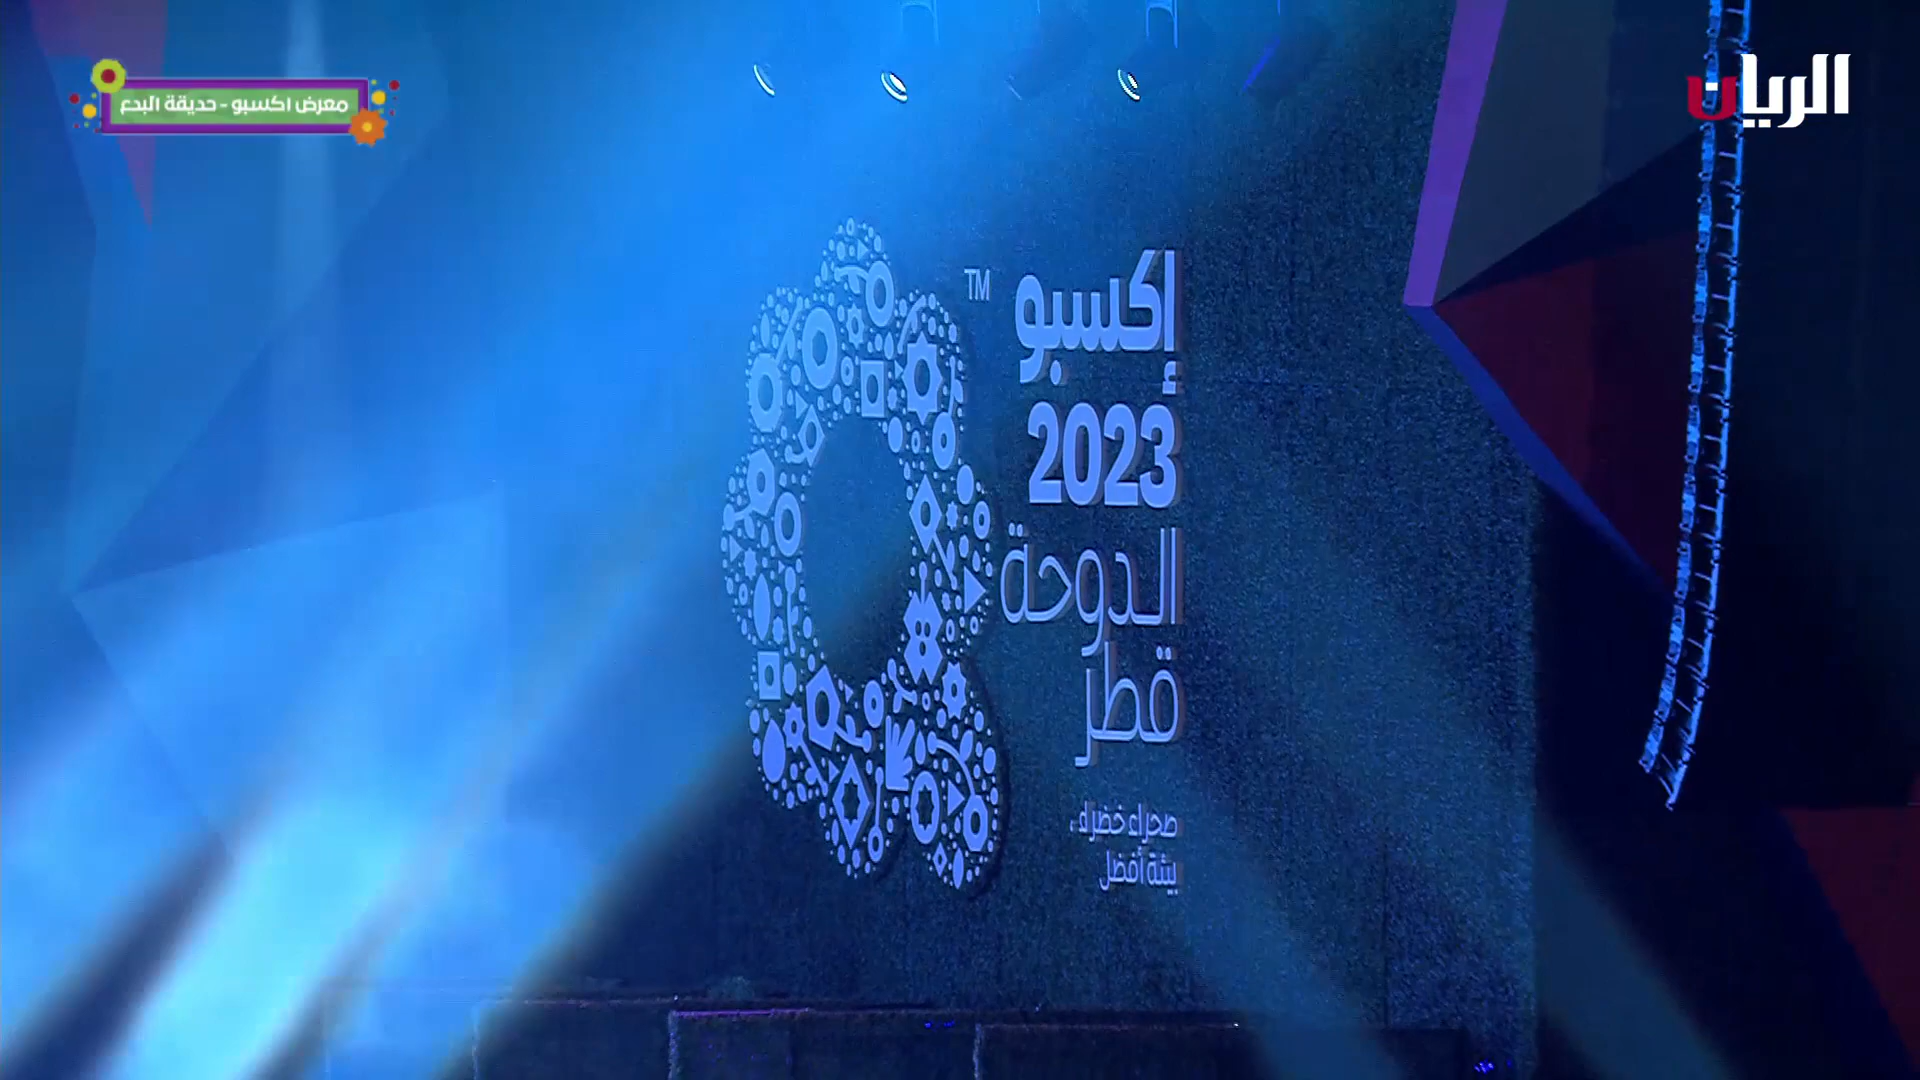 معرض اكسبو - حديقة البدع
الريان
TM
إكسبو
2023
الدوحة
قطر
صحراء خضراء،
بيئة أفضل